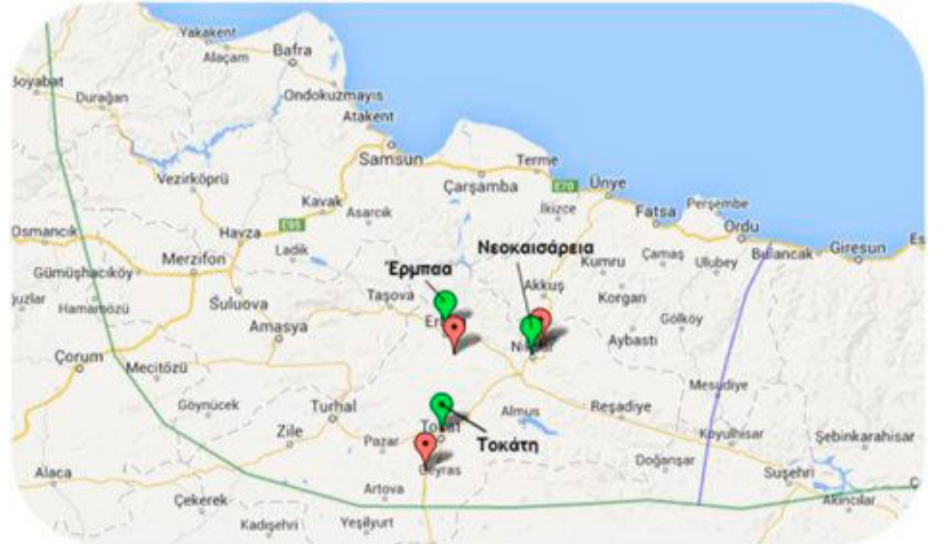 Yakakent
Alaçam
Bafra
Boyabat
Durağan
Ondokuzmayıs
Atakent
Samsun
Terme
Çarşamba
E70
Ünye
Vezirköprü
Kavak
Asarcık
İkizce
Fatsa
Perşembe
Ordu
E95
Osmancık
Havza
Ladik
Νεοκαισάρεια
Bulancak
Giresun
Merzifon
Kumru
Çamaş
Ulubey
Gümüşhacıköy
Έρμπαα
Akkuş
Hamamözü
Suluova
Taşova
Korgan
Gölköy
Amasya
Aybastı
Çorum
Mecitözü
Mesudiye
Göynücek
Turhal
Almus
Reşadiye
Zile
Pazar
Τοκάτη
Koyulhisar
Şebinkarahisar
Doğanşar
Alaca
Artova
Suşehri
Çekerek
Akıncılar
Kadışehri
Yeşilyurt